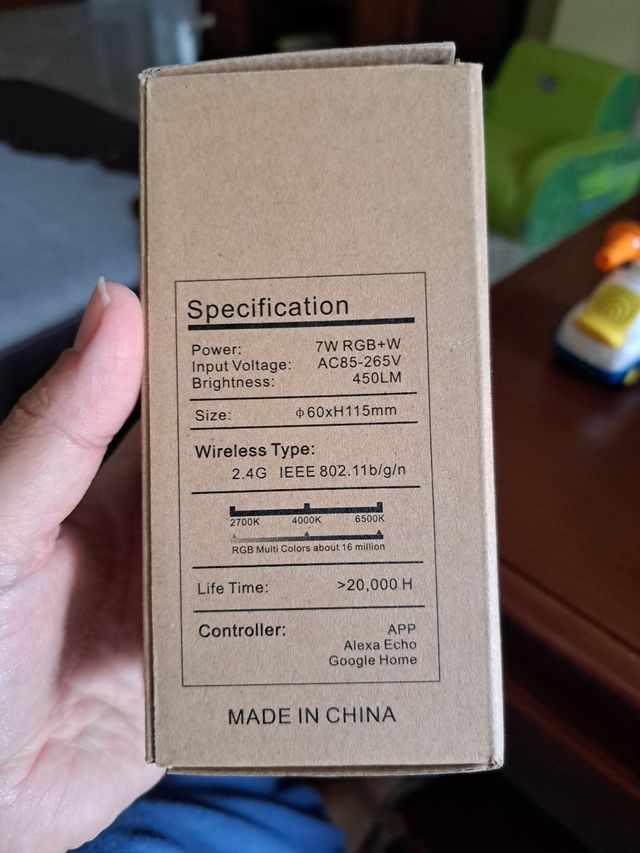 Specification
Power: 7W RGB+W
Input Voltage: AC85-265V
Brightness: 450LM
Size: ϕ60xH115mm
Wireless Type:
2.4G IEEE 802.11b/g/n
2700K 4000K 6500K
RGB Multi Colors about 16 million
Life Time: >20,000 H
Controller: APP
Alexa Echo
Google Home
MADE IN CHINA